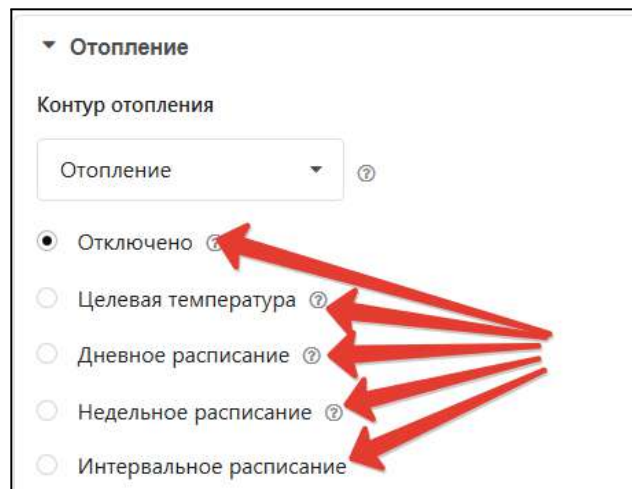 Отопление
Контур отопления
Отопление
Отключено
Целевая температура
Дневное расписание
Недельное расписание
Интервальное расписание